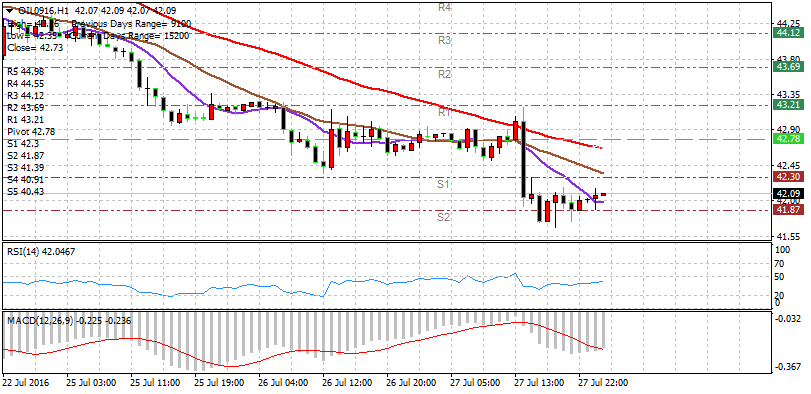 OIL0916,H1 42.07 42.09 42.07 42.09
Previous Days Range= 9100
Days Range= 15200
Close= 42.73
R5 44.98
R4 44.55
R3 44.12
R2 43.69
R1 43.21
Pivot 42.78
S1 42.3
S2 41.87
S3 41.39
S4 40.91
S5 40.43
R4
R3
R2
R1
S1
S2
44.25
44.12
43.69
43.35
43.21
42.90
42.78
42.45
42.30
42.09
42.00
41.87
41.55
RSI(14) 42.0467
100
70
50
20
0
MACD(12,26,9) -0.225 -0.236
-0.032
-0.367
22 Jul 2016
25 Jul 03:00
25 Jul 11:00
25 Jul 19:00
26 Jul 04:00
26 Jul 12:00
26 Jul 20:00
27 Jul 05:00
27 Jul 13:00
27 Jul 22:00